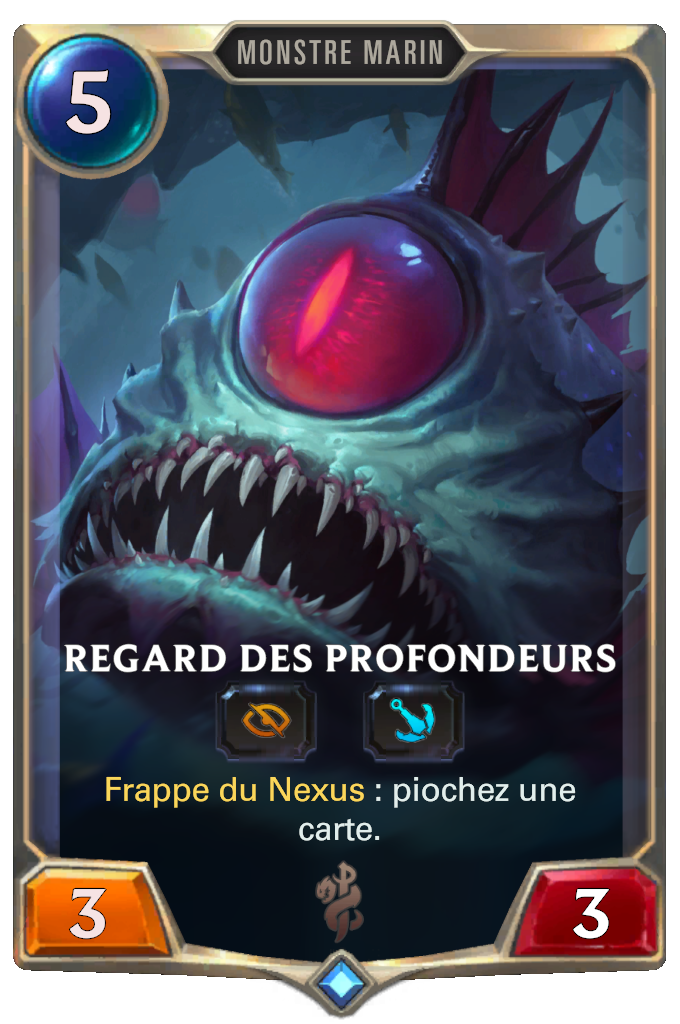 MONSTRE MARIN
5
REGARD DES PROFONDEURS
Frappe du Nexus : piochez une
carte.
3
3